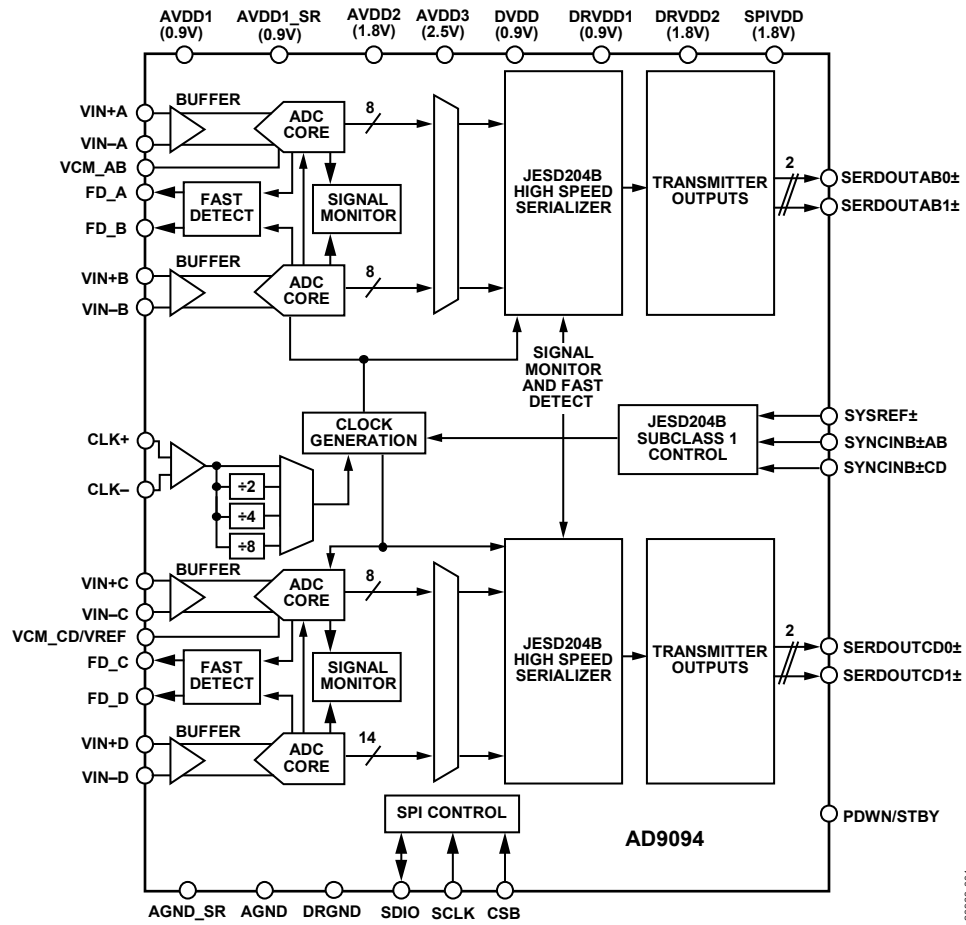 AVDD1
(0.9V)
AVDD1_SR
(0.9V)
AVDD2
(1.8V)
AVDD3
(2.5V)
DVDD
(0.9V)
DRVDD1
(0.9V)
DRVDD2
(1.8V)
SPIVDD
(1.8V)
VIN+A
BUFFER
ADC
CORE
8
VIN–A
VCM_AB
FD_A
FAST
DETECT
SIGNAL
MONITOR
FD_B
JESD204B
HIGH SPEED
SERIALIZER
TRANSMITTER
OUTPUTS
2
SERDOUTAB0±
SERDOUTAB1±
VIN+B
BUFFER
ADC
CORE
8
VIN–B
SIGNAL
MONITOR
AND FAST
DETECT
CLOCK
GENERATION
JESD204B
SUBCLASS 1
CONTROL
SYSREF±
SYNCINB±AB
SYNCINB±CD
CLK+
CLK–
÷2
÷4
÷8
VIN+C
BUFFER
ADC
CORE
8
VIN–C
VCM_CD/VREF
FD_C
FAST
DETECT
SIGNAL
MONITOR
FD_D
JESD204B
HIGH SPEED
SERIALIZER
TRANSMITTER
OUTPUTS
2
SERDOUTCD0±
SERDOUTCD1±
VIN+D
BUFFER
ADC
CORE
14
VIN–D
SPI CONTROL
AD9094
PDWN/STBY
AGND_SR
AGND
DRGND
SDIO
SCLK
CSB